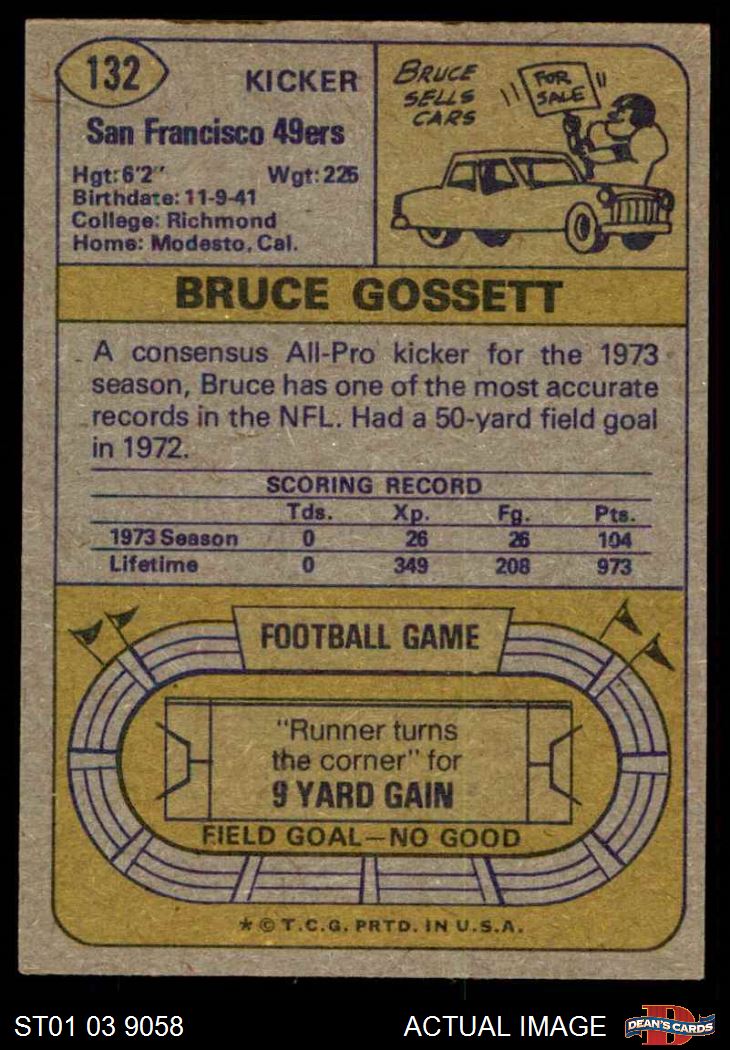 132
KICKER
San Francisco 49ers
Hgt: 6'2" Wgt: 225
Birthdate: 11-9-41
College: Richmond
Home: Modesto, Cal.
BRUCE
SELLS
CARS
FOR
SALE
BRUCE GOSSETT
A consensus All-Pro kicker for the 1973
season, Bruce has one of the most accurate
records in the NFL. Had a 50-yard field goal
in 1972.
SCORING RECORD
Tds. Xp. Fg. Pts.
1973 Season 0 26 26 104
Lifetime 0 349 208 973
FOOTBALL GAME
"Runner turns
the corner" for
9 YARD GAIN
FIELD GOAL—NO GOOD
* © T.C.G. PRTD. IN U.S.A.
ST01 03 9058
ACTUAL IMAGE
D
DEAN'S CARDS